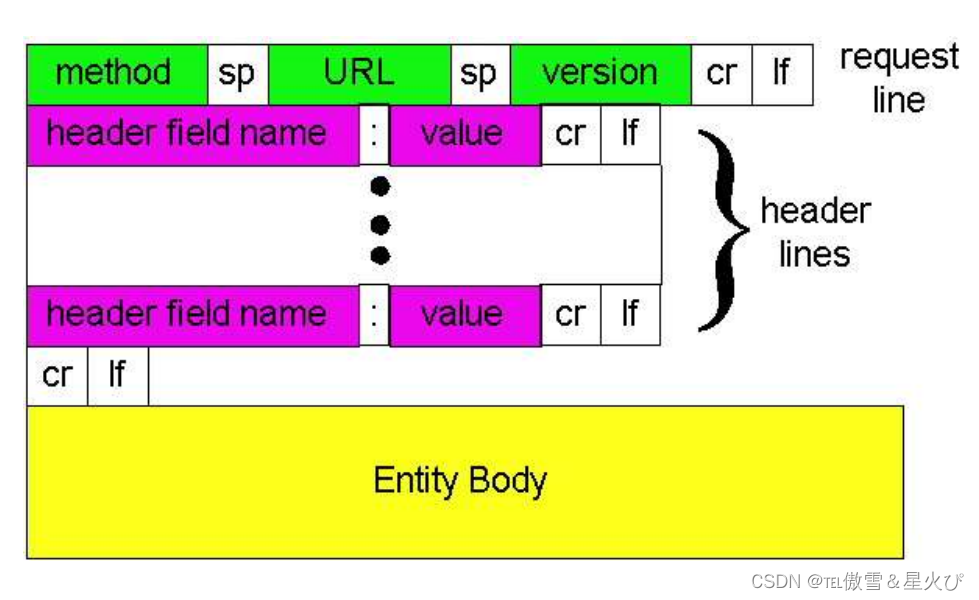 method sp URL sp version cr lf request line
header field name : value cr lf
header lines
header field name : value cr lf
cr lf
Entity Body
CSDN @℡傲雪&星火ぴ